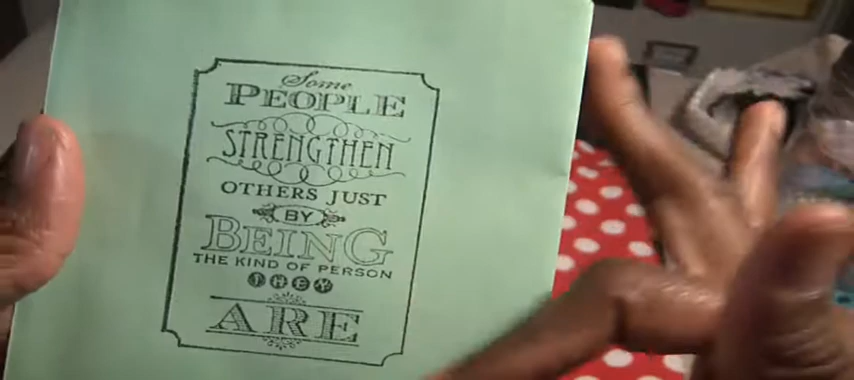 Some
PEOPLE
STRENGTHEN
OTHERS JUST
BY
BEING
THE KIND OF PERSON
THEY
ARE